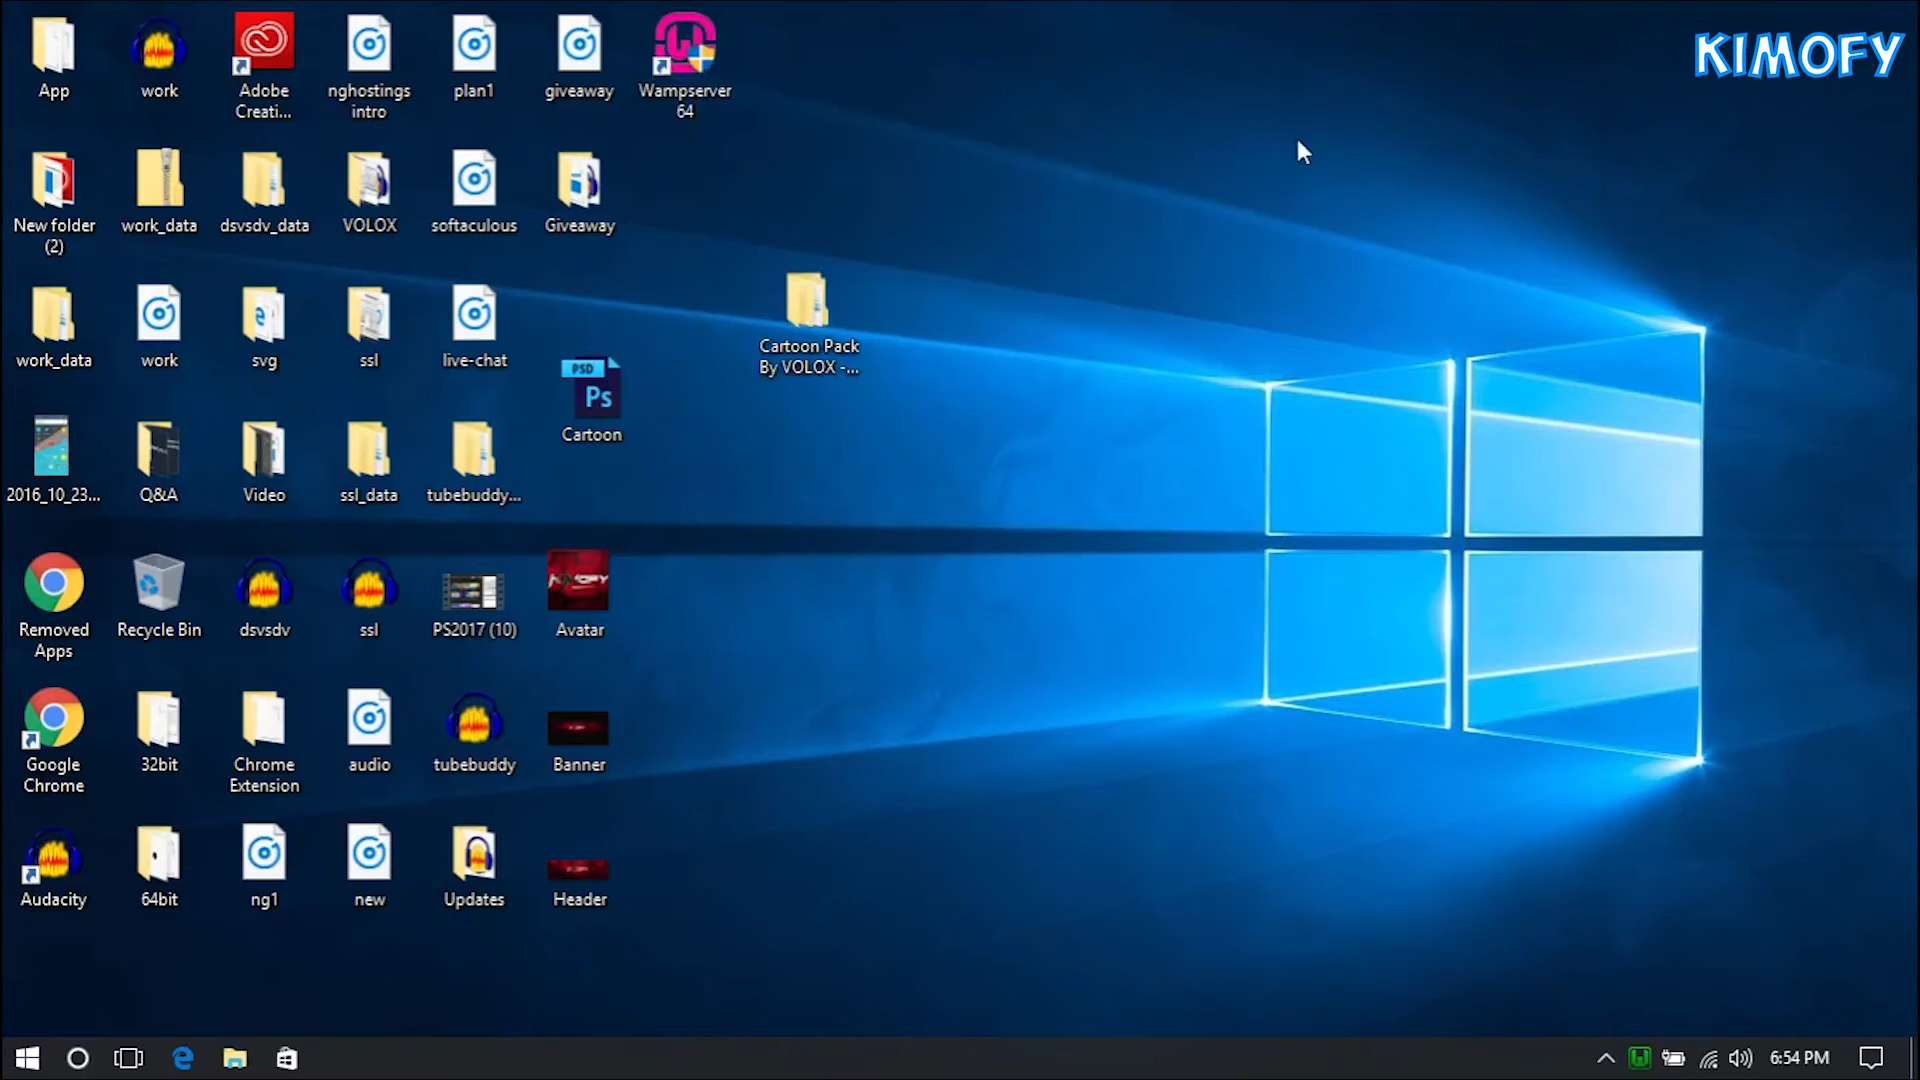 KIMOFY
App
work
Adobe
Creati...
nghostings
intro
plan1
giveaway
Wampserver
64
New folder
(2)
work_data
dsvsdv_data
VOLOX
softaculous
Giveaway
work_data
work
svg
ssl
live-chat
Cartoon Pack
By VOLOX -...
PSD
Ps
Cartoon
2016_10_23...
Q&A
Video
ssl_data
tubebuddy...
Removed
Apps
Recycle Bin
dsvsdv
ssl
PS2017 (10)
KIMOFY
Avatar
Google
Chrome
32bit
Chrome
Extension
audio
tubebuddy
Banner
Audacity
64bit
ng1
new
Updates
Header
6:54 PM